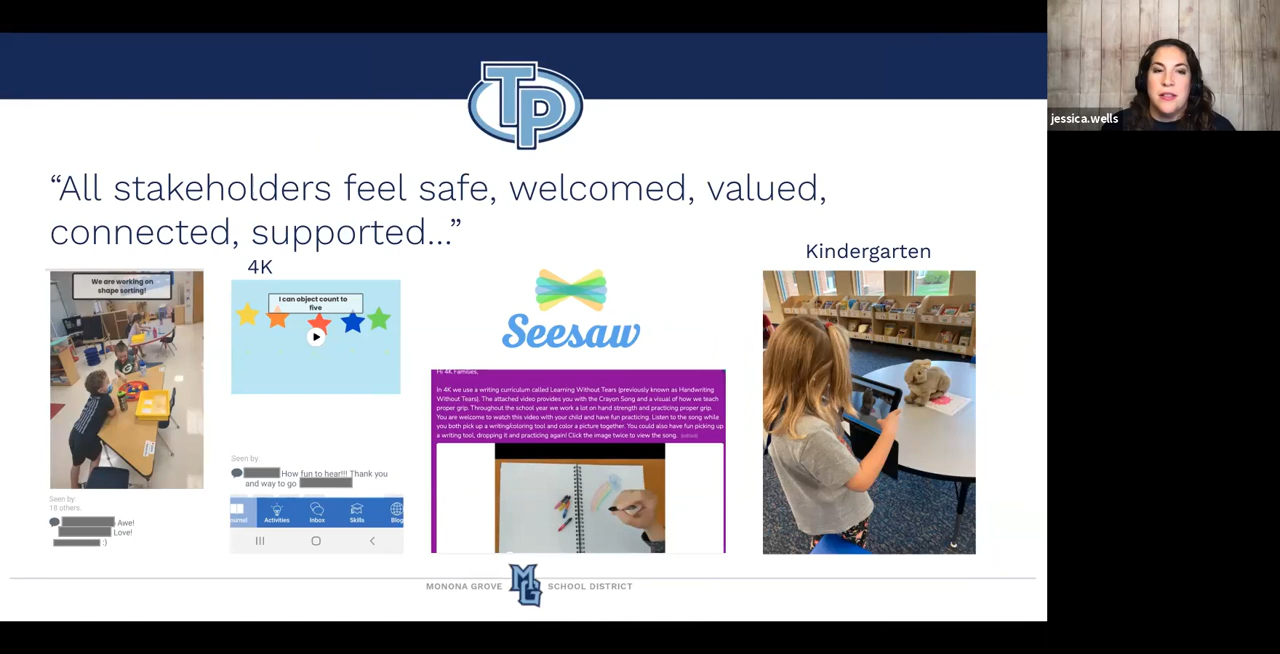 TP
jessica.wells
“All stakeholders feel safe, welcomed, valued,
connected, supported...”
4K
Kindergarten
We are working on
shape sorting!
Seen by:
18 others.
Awe!
Love!
:)
I can object count to
five
Seen by:
How fun to hear!!! Thank you
and way to go
Journal Activities Inbox Skills Blog
Seesaw
Hi 4K Families,
In 4K we use a writing curriculum called Learning Without Tears (previously known as Handwriting
Without Tears). The attached video provides you with the Crayon Song and a visual of how we teach
proper grip. Throughout the school year we work a lot on hand strength and practicing proper grip.
You are welcome to watch this video with your child and have fun practicing. Listen to the song while
you both pick up a writing/coloring tool and color a picture together. You could also have fun picking up
a writing tool, dropping it and practicing again! Click the image twice to view the song. (edited)
MONONA GROVE MG SCHOOL DISTRICT